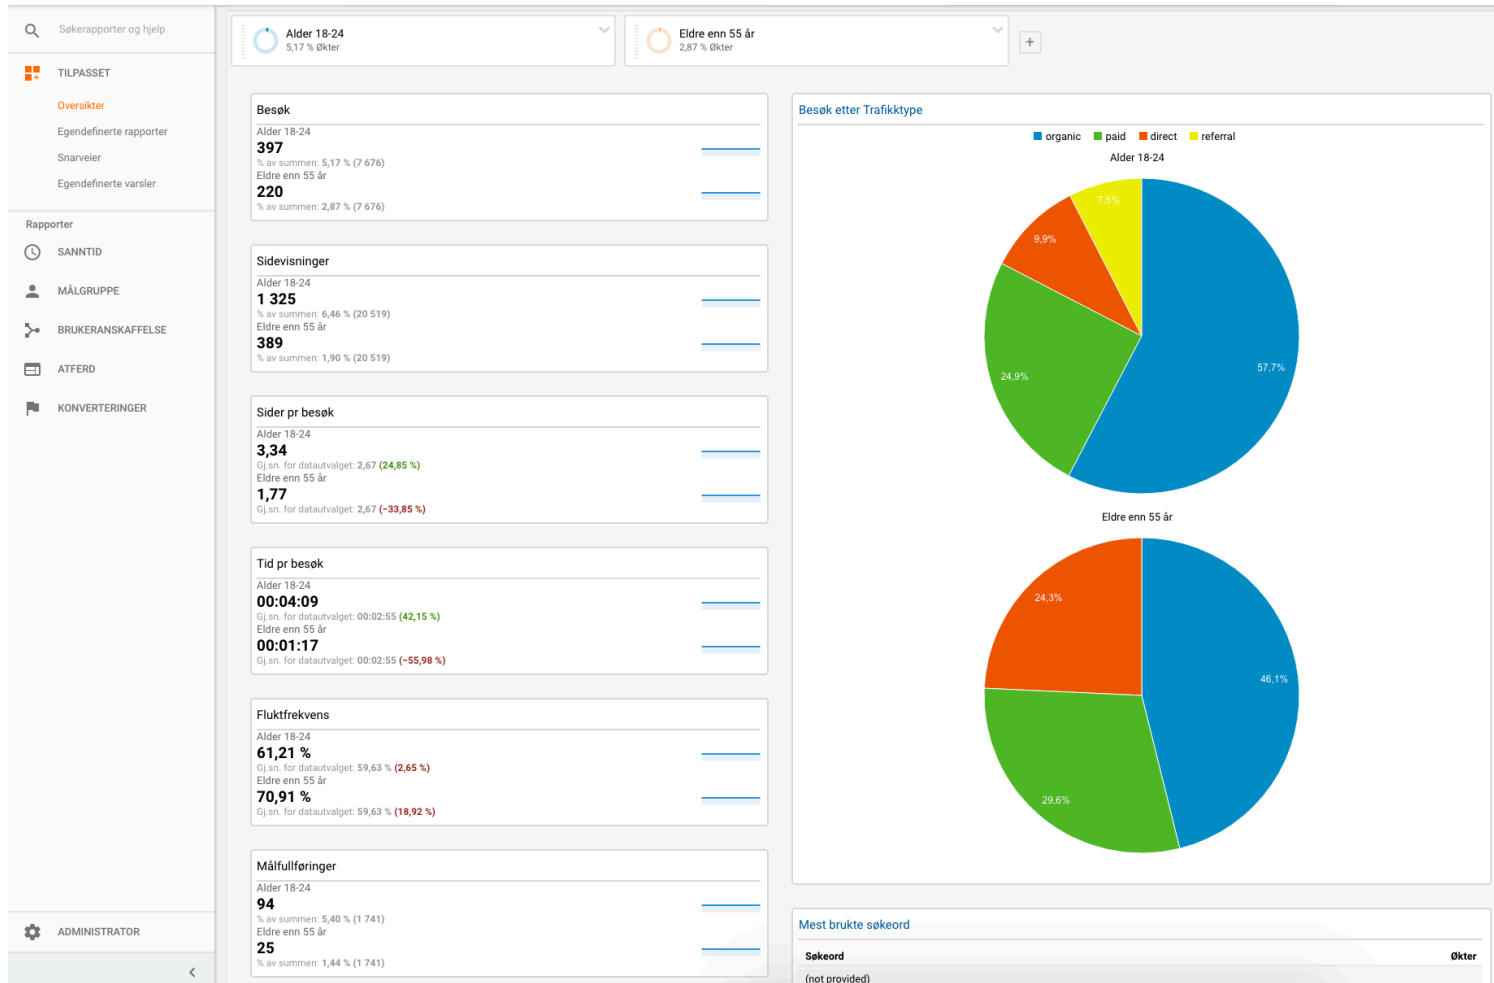 Søkerapporter og hjelp
TILPASSET
Oversikter
Egendefinerte rapporter
Snarveier
Egendefinerte varsler
Rapporter
SANNTID
MÅLGRUPPE
BRUKERANSKAFFELSE
ATFERD
KONVERTERINGER
ADMINISTRATOR
Alder 18-24
5,17 % Økter
Eldre enn 55 år
2,87 % Økter
+
Besøk
Alder 18-24
397
% av summen: 5,17 % (7 676)
Eldre enn 55 år
220
% av summen: 2,87 % (7 676)
Sidevisninger
Alder 18-24
1 325
% av summen: 6,46 % (20 519)
Eldre enn 55 år
389
% av summen: 1,90 % (20 519)
Sider pr besøk
Alder 18-24
3,34
Gj.sn. for datautvalget: 2,67 (24,85 %)
Eldre enn 55 år
1,77
Gj.sn. for datautvalget: 2,67 (−33,85 %)
Tid pr besøk
Alder 18-24
00:04:09
Gj.sn. for datautvalget: 00:02:55 (42,15 %)
Eldre enn 55 år
00:01:17
Gj.sn. for datautvalget: 00:02:55 (−55,98 %)
Fluktfrekvens
Alder 18-24
61,21 %
Gj.sn. for datautvalget: 59,63 % (2,65 %)
Eldre enn 55 år
70,91 %
Gj.sn. for datautvalget: 59,63 % (18,92 %)
Målfullføringer
Alder 18-24
94
% av summen: 5,40 % (1 741)
Eldre enn 55 år
25
% av summen: 1,44 % (1 741)
Besøk etter Trafikktype
organic paid direct referral
Alder 18-24
7,5%
9,9%
57,7%
24,9%
Eldre enn 55 år
24,3%
46,1%
29,6%
Mest brukte søkeord
Søkeord Økter
(not provided)